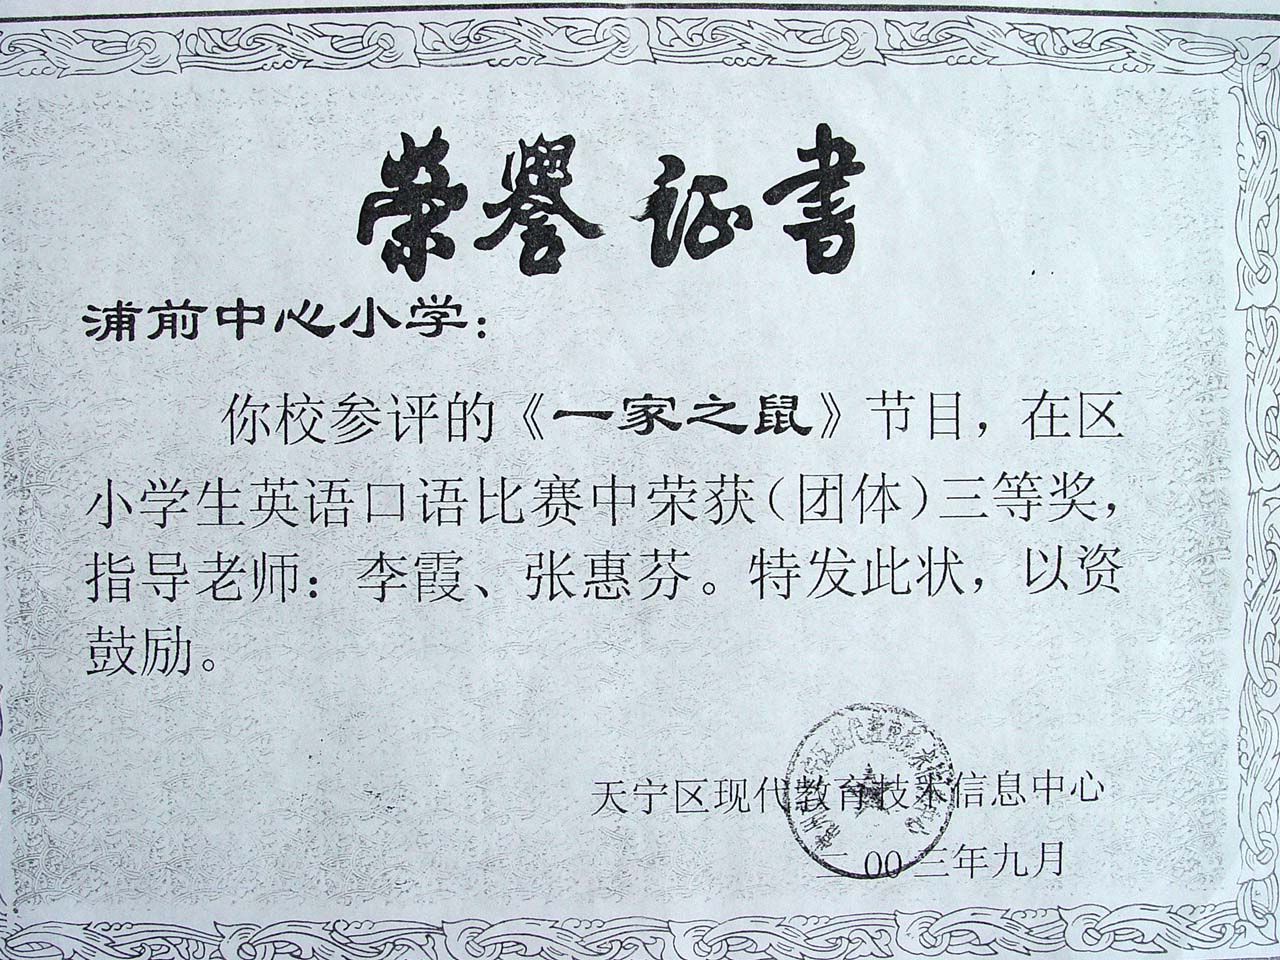 榮譽证書
浦前中心小学：
你校参评的《一家之鼠》节目，在区
小学生英语口语比赛中荣获（团体）三等奖，
指导老师：李霞、张惠芬。特发此状，以资
鼓励。
天宁区现代教育技术信息中心
二00三年九月